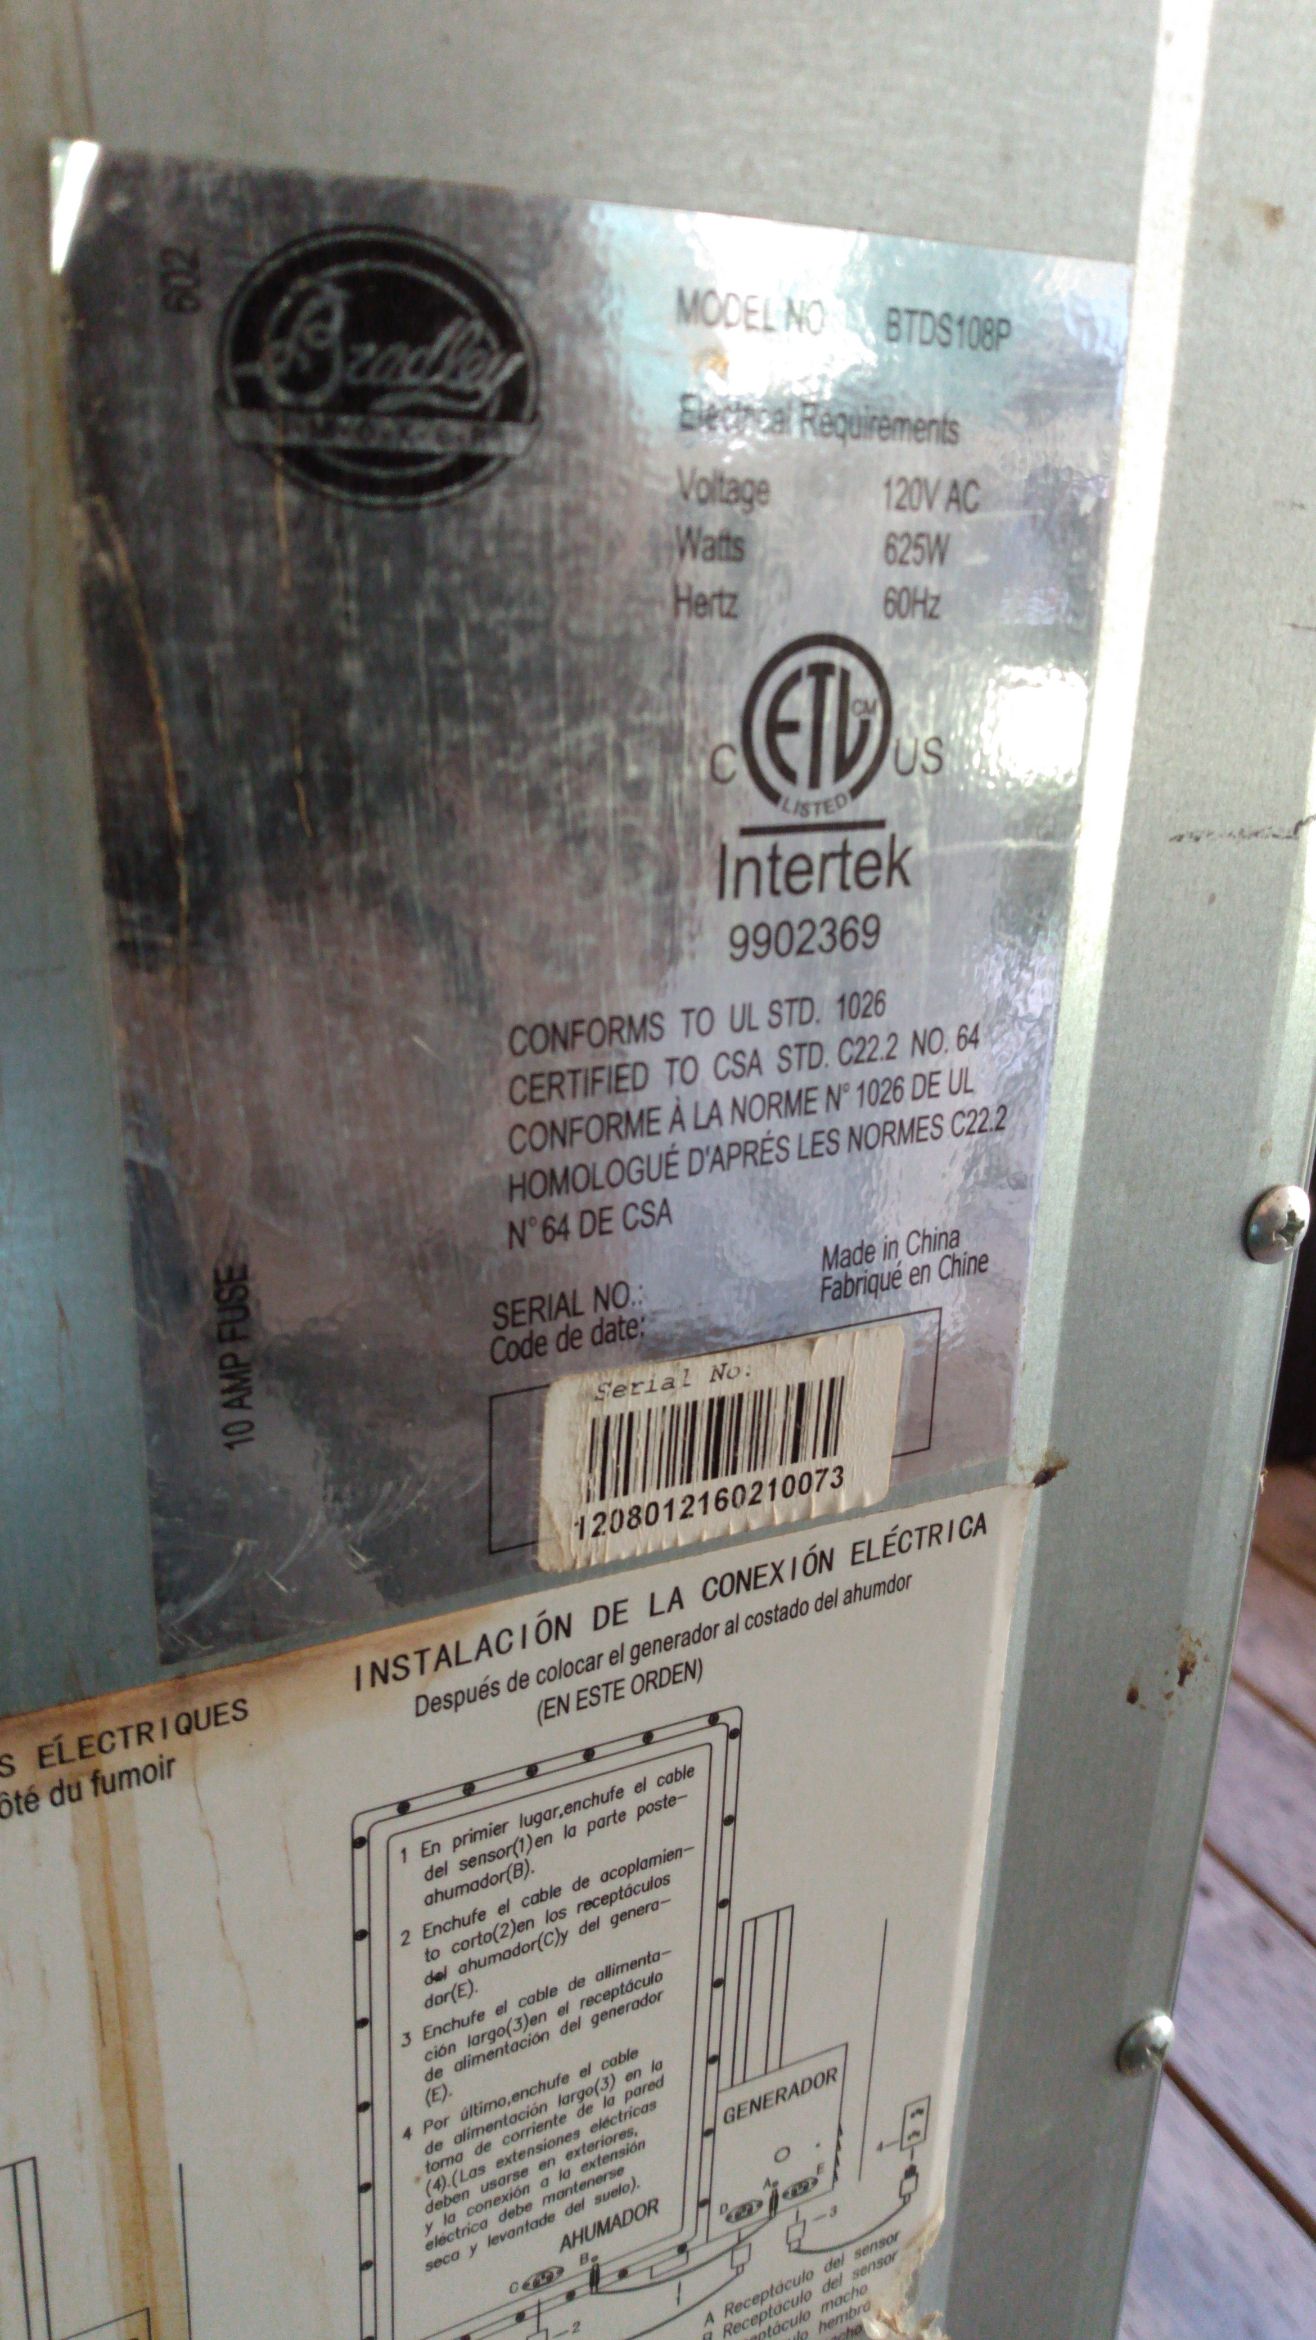 602
Bradley
MODEL NO BTDS108P
Electrical Requirements
Voltage 120V AC
Watts 625W
Hertz 60Hz
C ETL CM US
LISTED
Intertek
9902369
CONFORMS TO UL STD. 1026
CERTIFIED TO CSA STD. C22.2 NO. 64
CONFORME À LA NORME N° 1026 DE UL
HOMOLOGUÉ D'APRÉS LES NORMES C22.2
N° 64 DE CSA
Made in China
Fabriqué en Chine
SERIAL NO.:
Code de date:
10 AMP FUSE
Serial No:
1208012160210073
S ÉLECTRIQUES
ôté du fumoir
INSTALACIÓN DE LA CONEXIÓN ELÉCTRICA
Después de colocar el generador al costado del ahumdor
(EN ESTE ORDEN)
1 En primier lugar,enchufe el cable
del sensor(1)en la parte poste-
ahumador(B).
2 Enchufe el cable de acoplamien-
to corto(2)en los receptáculos
del ahumador(C)y del genera-
dor(E).
3 Enchufe el cable de allimenta-
ción largo(3)en el receptáculo
de alimentación del generador
(E).
4 Por último,enchufe el cable
de alimentación largo(3) en la
toma de corriente de la pared
(4).(Las extensiones eléctricas
deben usarse en exteriores,
y la conexión a la extensión
eléctrica debe mantenerse
seca y levantade del suelo).
GENERADOR
4
D A E
3
AHUMADOR
C B
2
A Receptáculo del sensor
B Receptáculo del sensor
macho
hembra